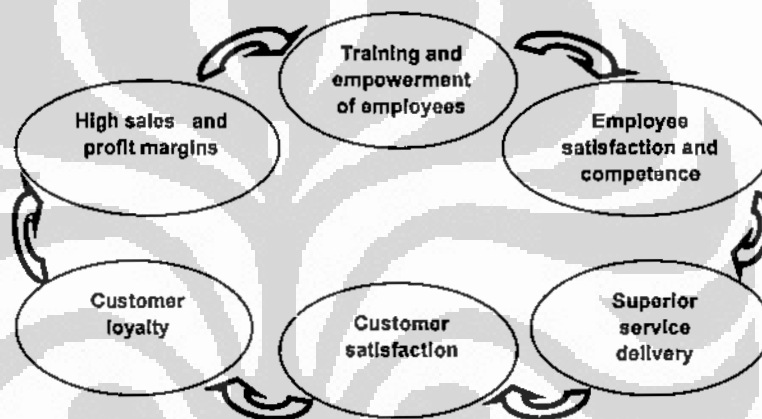 Training and
empowerment
of employees
High sales and
profit margins
Employee
satisfaction and
competence
Customer
loyalty
Customer
satisfaction
Superior
service
delivery